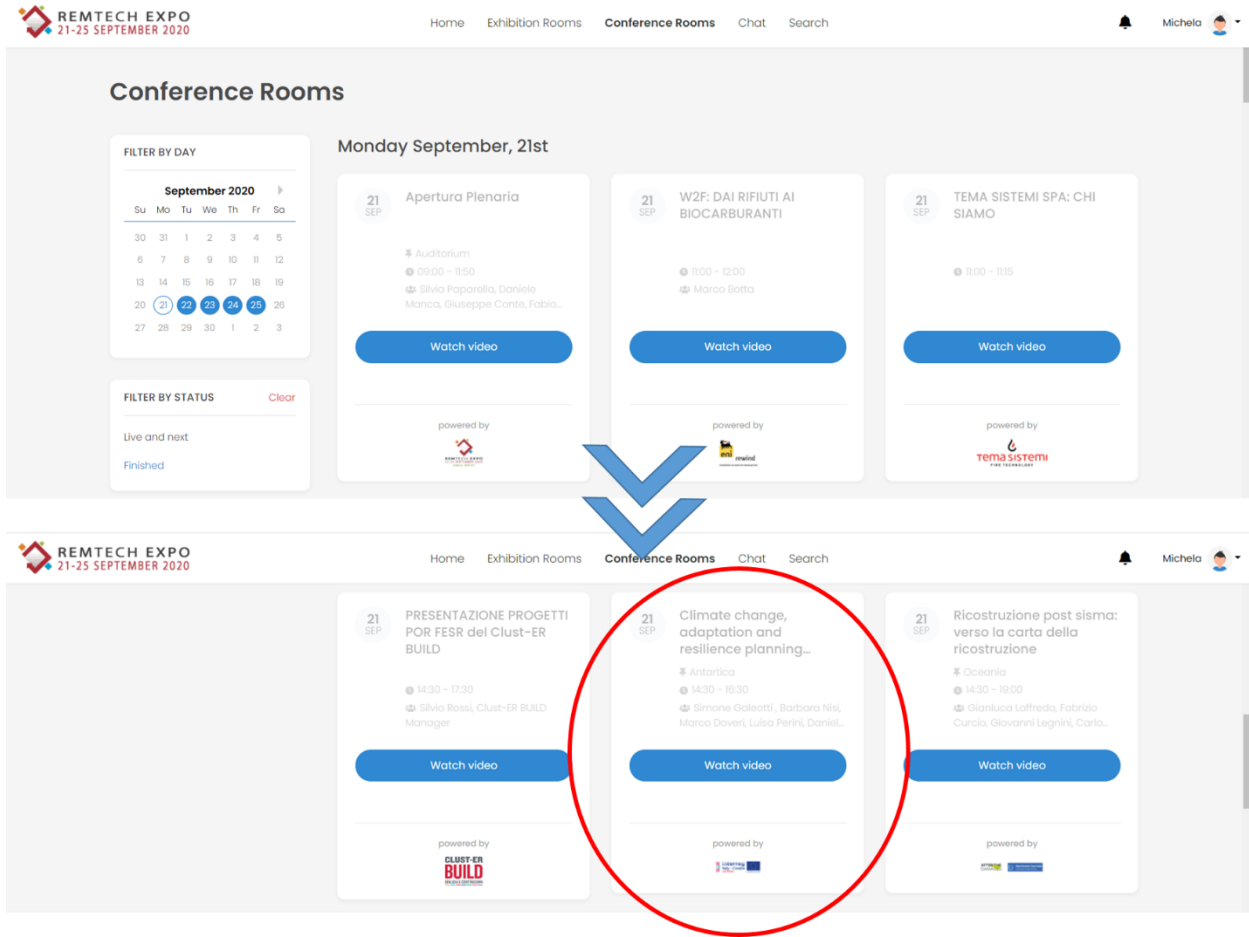 REMTECH EXPO
21-25 SEPTEMBER 2020
Home Exhibition Rooms Conference Rooms Chat Search
Michela
Conference Rooms
FILTER BY DAY
September 2020
Su Mo Tu We Th Fr Sa
30 31 1 2 3 4 5
6 7 8 9 10 11 12
13 14 15 16 17 18 19
20 21 22 23 24 25 26
27 28 29 30 1 2 3
FILTER BY STATUS Clear
Live and next
Finished
Monday September, 21st
21
SEP
Apertura Plenaria
Auditorium
09:00 - 11:50
Silvia Paparella, Daniele
Manca, Giuseppe Conte, Fabio...
Watch video
powered by
REMTECH EXPO
21
SEP
W2F: DAI RIFIUTI AI
BIOCARBURANTI
11:00 - 12:00
Marco Botta
Watch video
powered by
eni rewind
21
SEP
TEMA SISTEMI SPA: CHI
SIAMO
11:00 - 11:15
Watch video
powered by
Tema SISTEMI
FIRE TECHNOLOGY
REMTECH EXPO
21-25 SEPTEMBER 2020
Home Exhibition Rooms Conference Rooms Chat Search
Michela
21
SEP
PRESENTAZIONE PROGETTI
POR FESR del Clust-ER
BUILD
14:30 - 17:30
Silvia Rossi, Clust-ER BUILD
Manager
Watch video
powered by
CLUST-ER
BUILD
21
SEP
Climate change,
adaptation and
resilience planning...
Antartica
14:30 - 16:30
Simone Galeotti , Barbara Nisi,
Marco Doveri, Luisa Perini, Daniel...
Watch video
powered by
Interreg
21
SEP
Ricostruzione post sisma:
verso la carta della
ricostruzione
Oceania
14:30 - 19:00
Gianluca Loffredo, Fabrizio
Curcio, Giovanni Legnini, Carlo...
Watch video
powered by